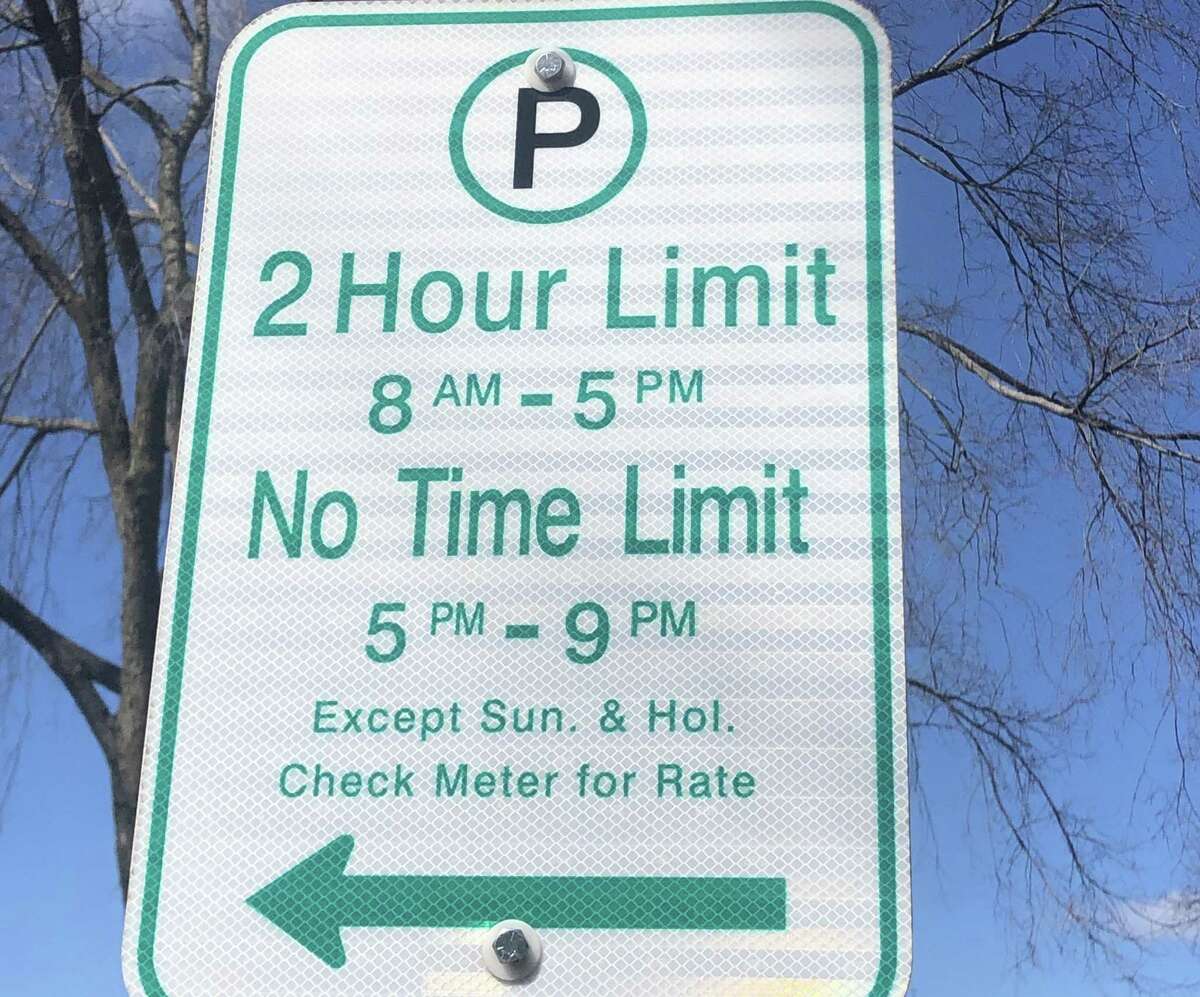 P
2 Hour Limit
8 AM - 5 PM
No Time Limit
5 PM - 9 PM
Except Sun. & Hol.
Check Meter for Rate